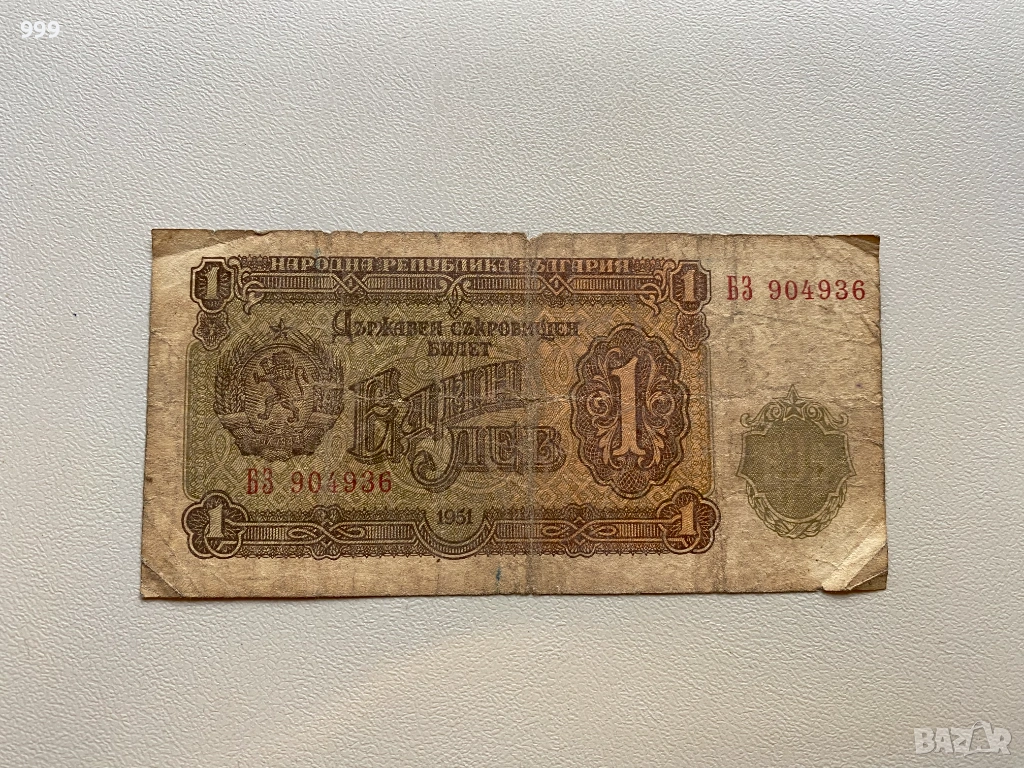 999
НАРОДНА РЕПУБЛИКА БЪЛГАРИЯ
1
1
БЗ 904936
ДЪРЖАВЕН СЪКРОВИЩЕН
БИЛЕТ
ЕДИН
ЛЕВ
1
БЗ 904936
1
1951
1
BAZAR